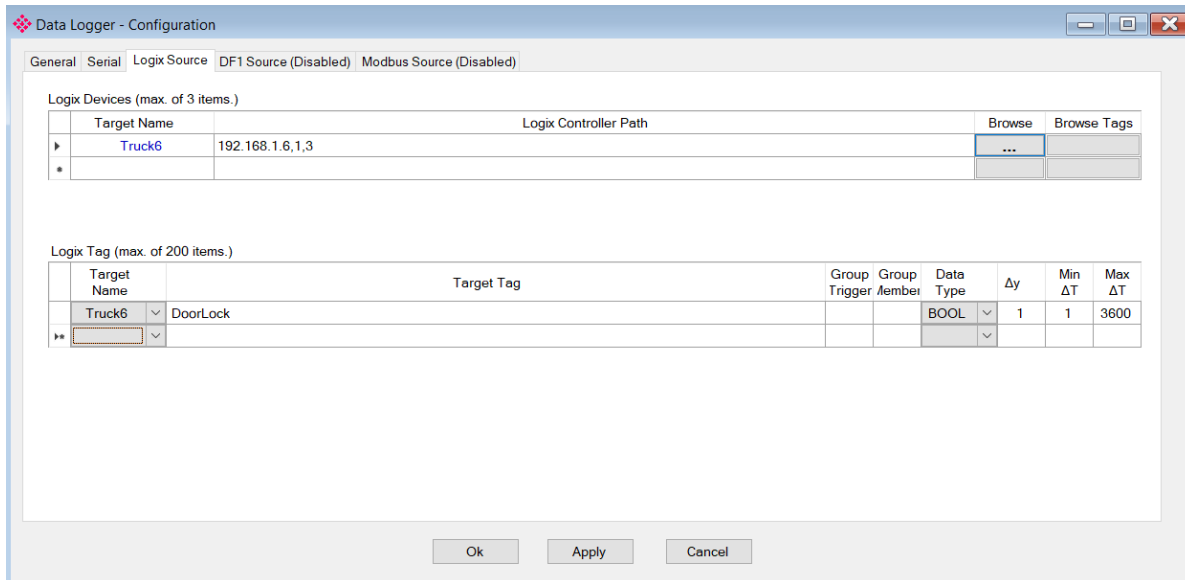 Data Logger - Configuration
General Serial Logix Source DF1 Source (Disabled) Modbus Source (Disabled)
Logix Devices (max. of 3 items.)
Target Name Logix Controller Path Browse Browse Tags
Truck6 192.168.1.6,1,3 ...
Logix Tag (max. of 200 items.)
Target Name Target Tag Group Trigger Group Member Data Type Δy Min ΔT Max ΔT
Truck6 DoorLock BOOL 1 1 3600
Ok Apply Cancel